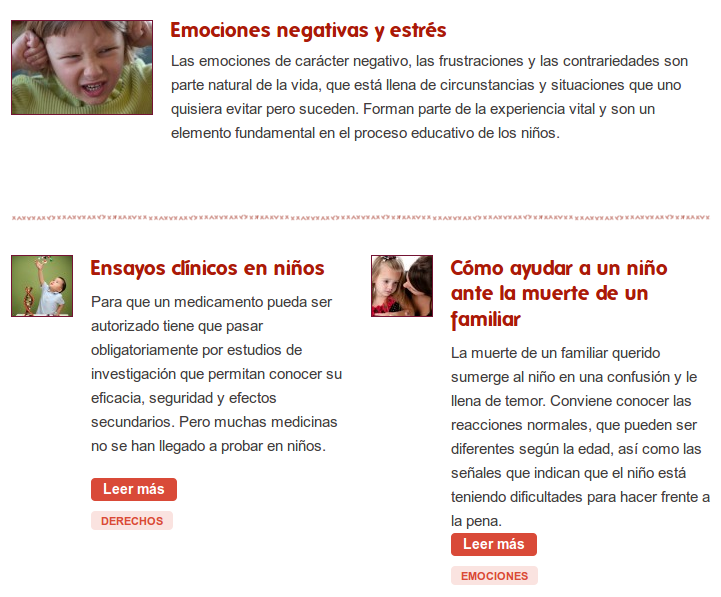 Emociones negativas y estrés
Las emociones de carácter negativo, las frustraciones y las contrariedades son
parte natural de la vida, que está llena de circunstancias y situaciones que uno
quisiera evitar pero suceden. Forman parte de la experiencia vital y son un
elemento fundamental en el proceso educativo de los niños.
Ensayos clínicos en niños
Para que un medicamento pueda ser
autorizado tiene que pasar
obligatoriamente por estudios de
investigación que permitan conocer su
eficacia, seguridad y efectos
secundarios. Pero muchas medicinas
no se han llegado a probar en niños.
Leer más
DERECHOS
Cómo ayudar a un niño
ante la muerte de un
familiar
La muerte de un familiar querido
sumerge al niño en una confusión y le
llena de temor. Conviene conocer las
reacciones normales, que pueden ser
diferentes según la edad, así como las
señales que indican que el niño está
teniendo dificultades para hacer frente a
la pena.
Leer más
EMOCIONES